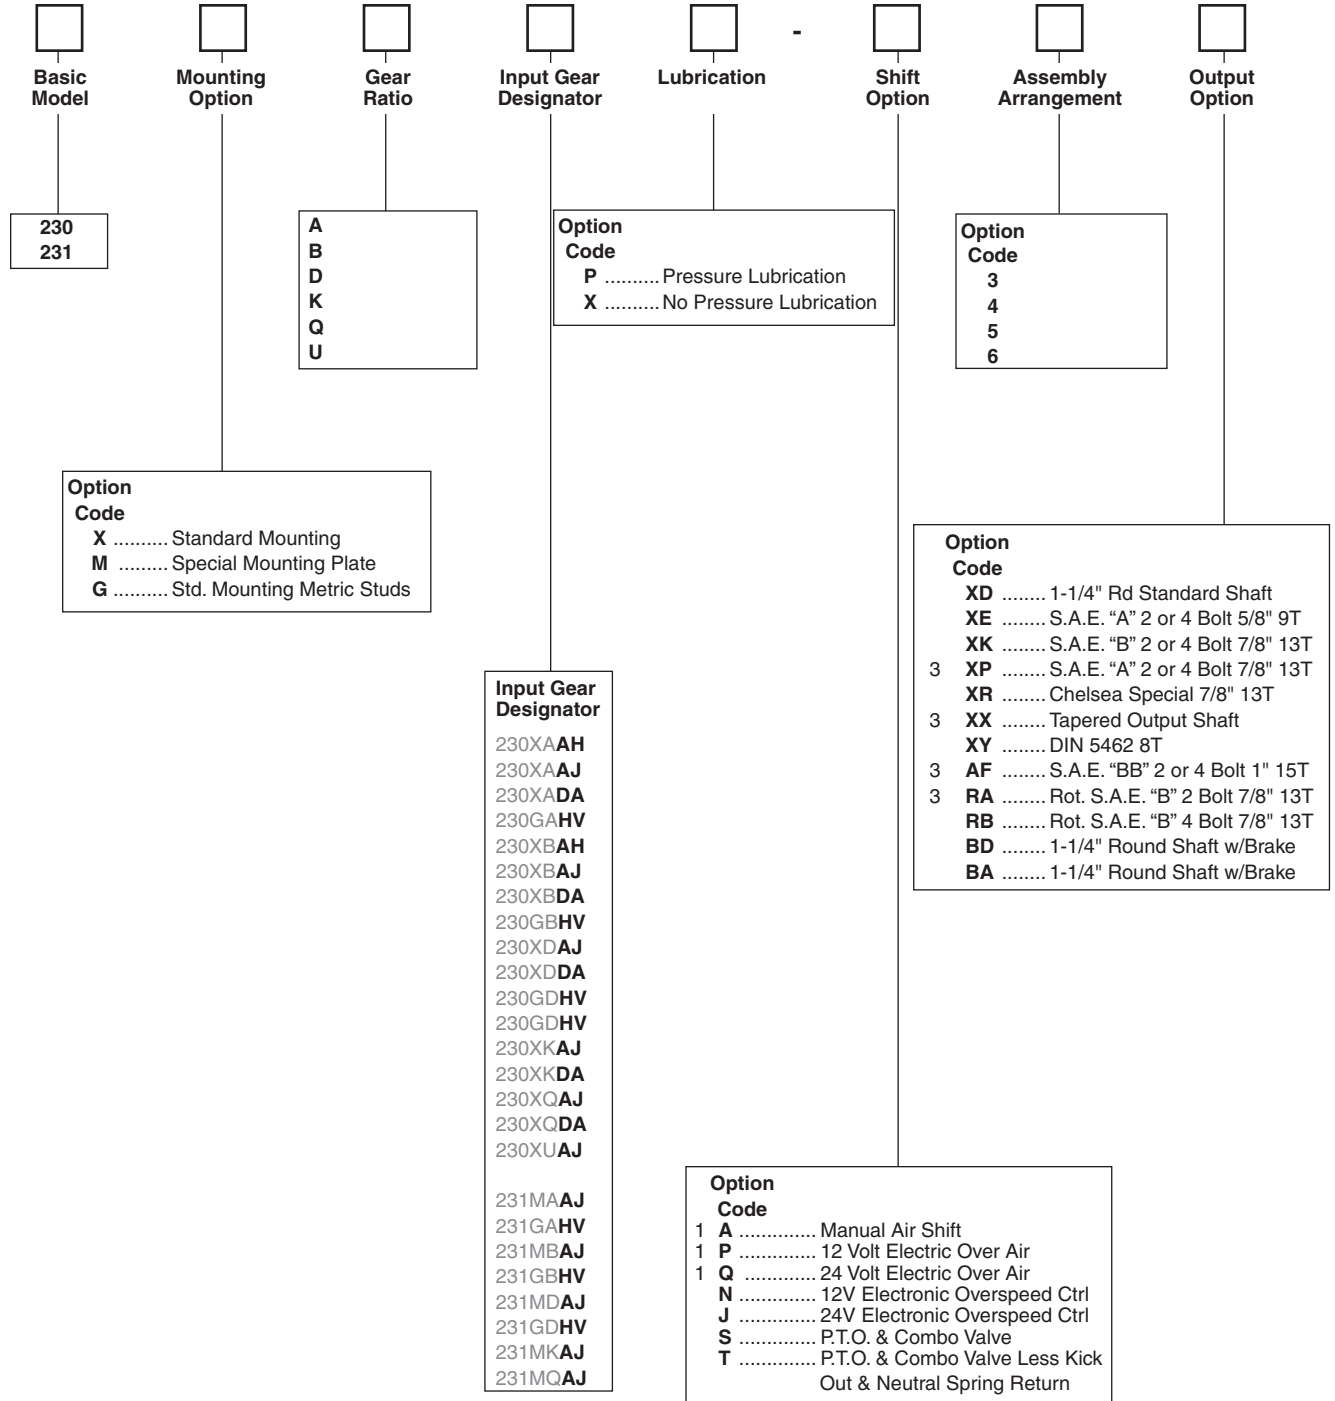 -
Basic Model
Mounting Option
Gear Ratio
Input Gear Designator
Lubrication
Shift Option
Assembly Arrangement
Output Option
230
231
A
B
D
K
Q
U
Option
Code
P ..........Pressure Lubrication
X ..........No Pressure Lubrication
Option
Code
3
4
5
6
Option
Code
X ..........Standard Mounting
M .........Special Mounting Plate
G ..........Std. Mounting Metric Studs
Option
Code
XD ........1-1/4" Rd Standard Shaft
XE ........S.A.E. “A” 2 or 4 Bolt 5/8" 9T
XK ........S.A.E. “B” 2 or 4 Bolt 7/8" 13T
3 XP ........S.A.E. “A” 2 or 4 Bolt 7/8" 13T
XR ........Chelsea Special 7/8" 13T
3 XX ........Tapered Output Shaft
XY ........DIN 5462 8T
3 AF ........S.A.E. “BB” 2 or 4 Bolt 1" 15T
3 RA ........Rot. S.A.E. “B” 2 Bolt 7/8" 13T
RB ........Rot. S.A.E. “B” 4 Bolt 7/8" 13T
BD ........1-1/4" Round Shaft w/Brake
BA ........1-1/4" Round Shaft w/Brake
Input Gear
Designator
230XAAH
230XAAJ
230XADA
230GAHV
230XBAH
230XBAJ
230XBDA
230GBHV
230XDAJ
230XDDA
230GDHV
230GDHV
230XKAJ
230XKDA
230XQAJ
230XQDA
230XUAJ
231MAAJ
231GAHV
231MBAJ
231GBHV
231MDAJ
231GDHV
231MKAJ
231MQAJ
Option
Code
1 A ..............Manual Air Shift
1 P ..............12 Volt Electric Over Air
1 Q .............24 Volt Electric Over Air
N ..............12V Electronic Overspeed Ctrl
J ..............24V Electronic Overspeed Ctrl
S ..............P.T.O. & Combo Valve
T ..............P.T.O. & Combo Valve Less Kick
Out & Neutral Spring Return